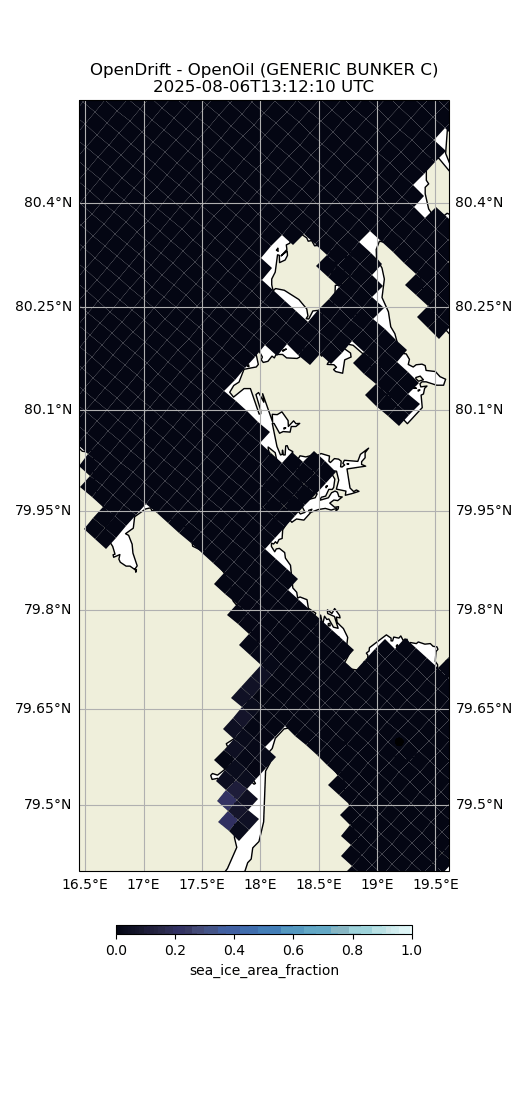 OpenDrift - OpenOil (GENERIC BUNKER C)
2025-08-06T13:12:10 UTC
80.4°N 80.4°N
80.25°N 80.25°N
80.1°N 80.1°N
79.95°N 79.95°N
79.8°N 79.8°N
79.65°N 79.65°N
79.5°N 79.5°N
16.5°E 17°E 17.5°E 18°E 18.5°E 19°E 19.5°E
0.0 0.2 0.4 0.6 0.8 1.0
sea_ice_area_fraction